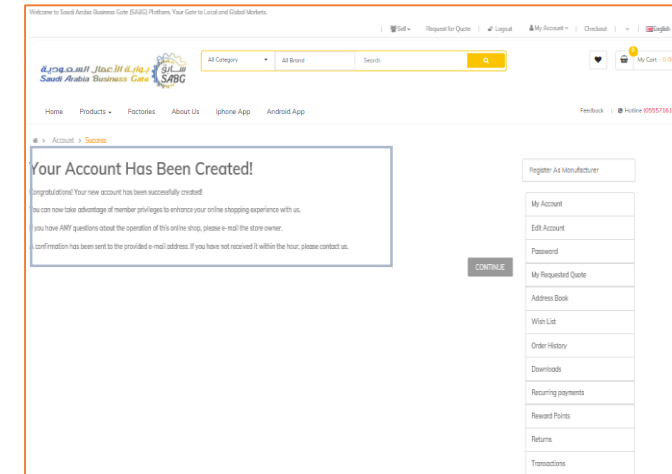 Welcome to Saudi Arabia Business Gate (SABG) Platform, Your Gate to Local and Global Markets.
Sell Request for Quote Logout My Account Checkout English
بوابة الأعمال السعودية سابق
Saudi Arabia Business Gate SABG
All Category All Brand Search
0
My Cart - 0.0
Home Products Factories About Us Iphone App Android App
Feedback Hotline (05557161
> Account > Success
Your Account Has Been Created!
Congratulations! Your new account has been successfully created!
You can now take advantage of member privileges to enhance your online shopping experience with us.
If you have ANY questions about the operation of this online shop, please e-mail the store owner.
A confirmation has been sent to the provided e-mail address. If you have not received it within the hour, please contact us.
CONTINUE
Register As Manufacturer
My Account
Edit Account
Password
My Requested Quote
Address Book
Wish List
Order History
Downloads
Recurring payments
Reward Points
Returns
Transactions